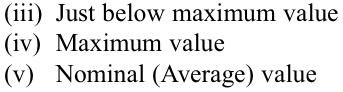 (iii) Just below maximum value
(iv) Maximum value
(v) Nominal (Average) value